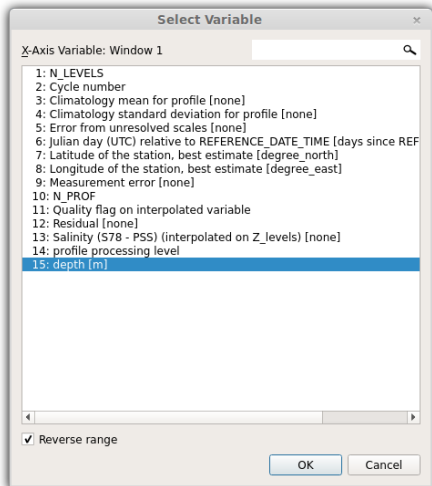 Select Variable
X-Axis Variable: Window 1
1: N_LEVELS
2: Cycle number
3: Climatology mean for profile [none]
4: Climatology standard deviation for profile [none]
5: Error from unresolved scales [none]
6: Julian day (UTC) relative to REFERENCE_DATE_TIME [days since REF
7: Latitude of the station, best estimate [degree_north]
8: Longitude of the station, best estimate [degree_east]
9: Measurement error [none]
10: N_PROF
11: Quality flag on interpolated variable
12: Residual [none]
13: Salinity (S78 - PSS) (interpolated on Z_levels) [none]
14: profile processing level
15: depth [m]
Reverse range
OK Cancel